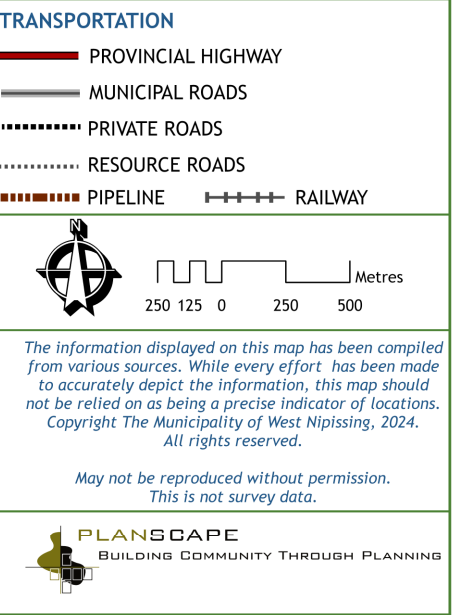 TRANSPORTATION
PROVINCIAL HIGHWAY
MUNICIPAL ROADS
PRIVATE ROADS
RESOURCE ROADS
PIPELINE RAILWAY
N
Metres
250 125 0 250 500
The information displayed on this map has been compiled
from various sources. While every effort has been made
to accurately depict the information, this map should
not be relied on as being a precise indicator of locations.
Copyright The Municipality of West Nipissing, 2024.
All rights reserved.
May not be reproduced without permission.
This is not survey data.
PLANSCAPE
BUILDING COMMUNITY THROUGH PLANNING